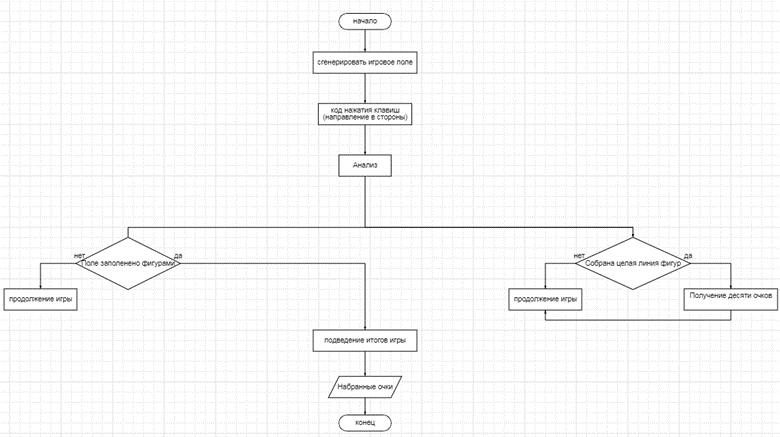 начало
сгенерировать игровое поле
код нажатия клавиш
(направление в стороны)
Анализ
нет
Поле заполенено фигурами
да
нет
Собрана целая линия фигур
да
продолжение игры
продолжение игры
Получение десяти очков
подведение итогов игры
Набранные очки
конец